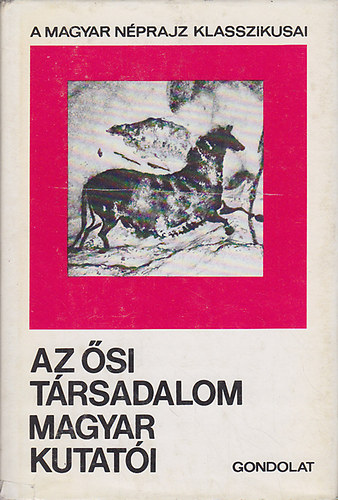 A MAGYAR NÉPRAJZ KLASSZIKUSAI
AZ ŐSI
TÁRSADALOM
MAGYAR
KUTATÓI
GONDOLAT